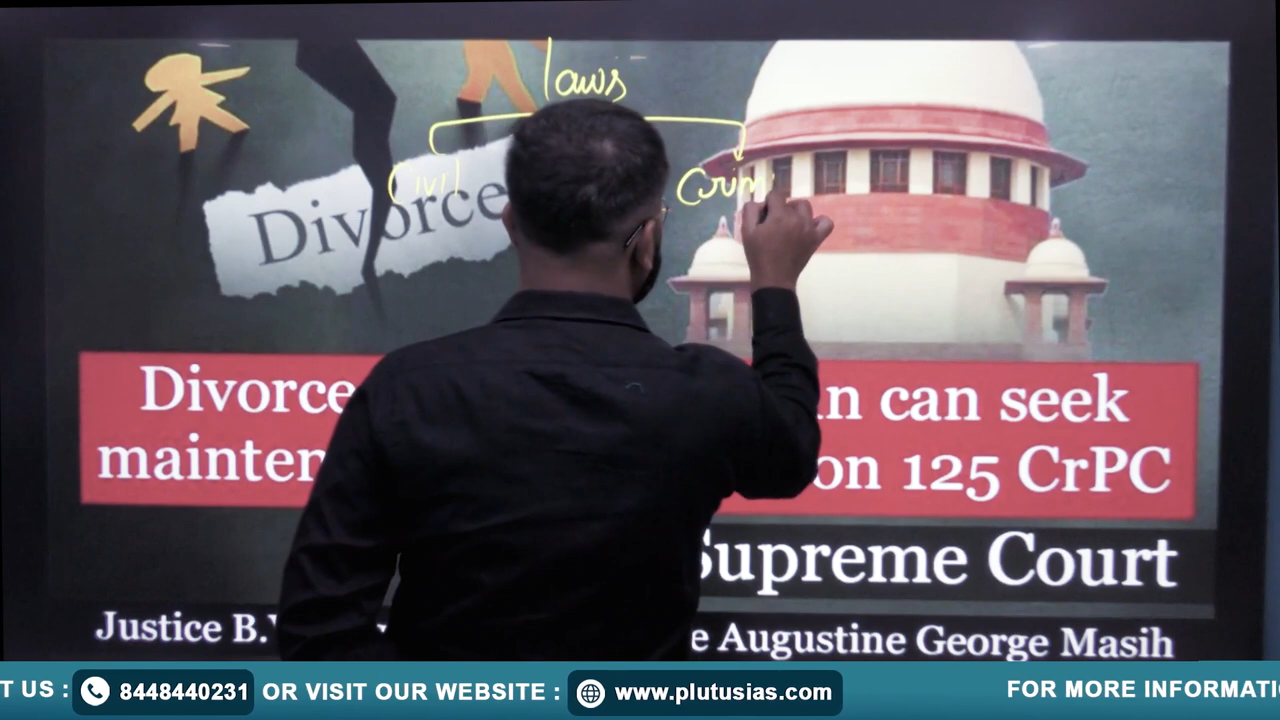 laws
Civil
Crim
Divorce
Divorce an can seek
mainten on 125 CrPC
Supreme Court
Justice B. e Augustine George Masih
T US : 8448440231 OR VISIT OUR WEBSITE : www.plutusias.com FOR MORE INFORMATI